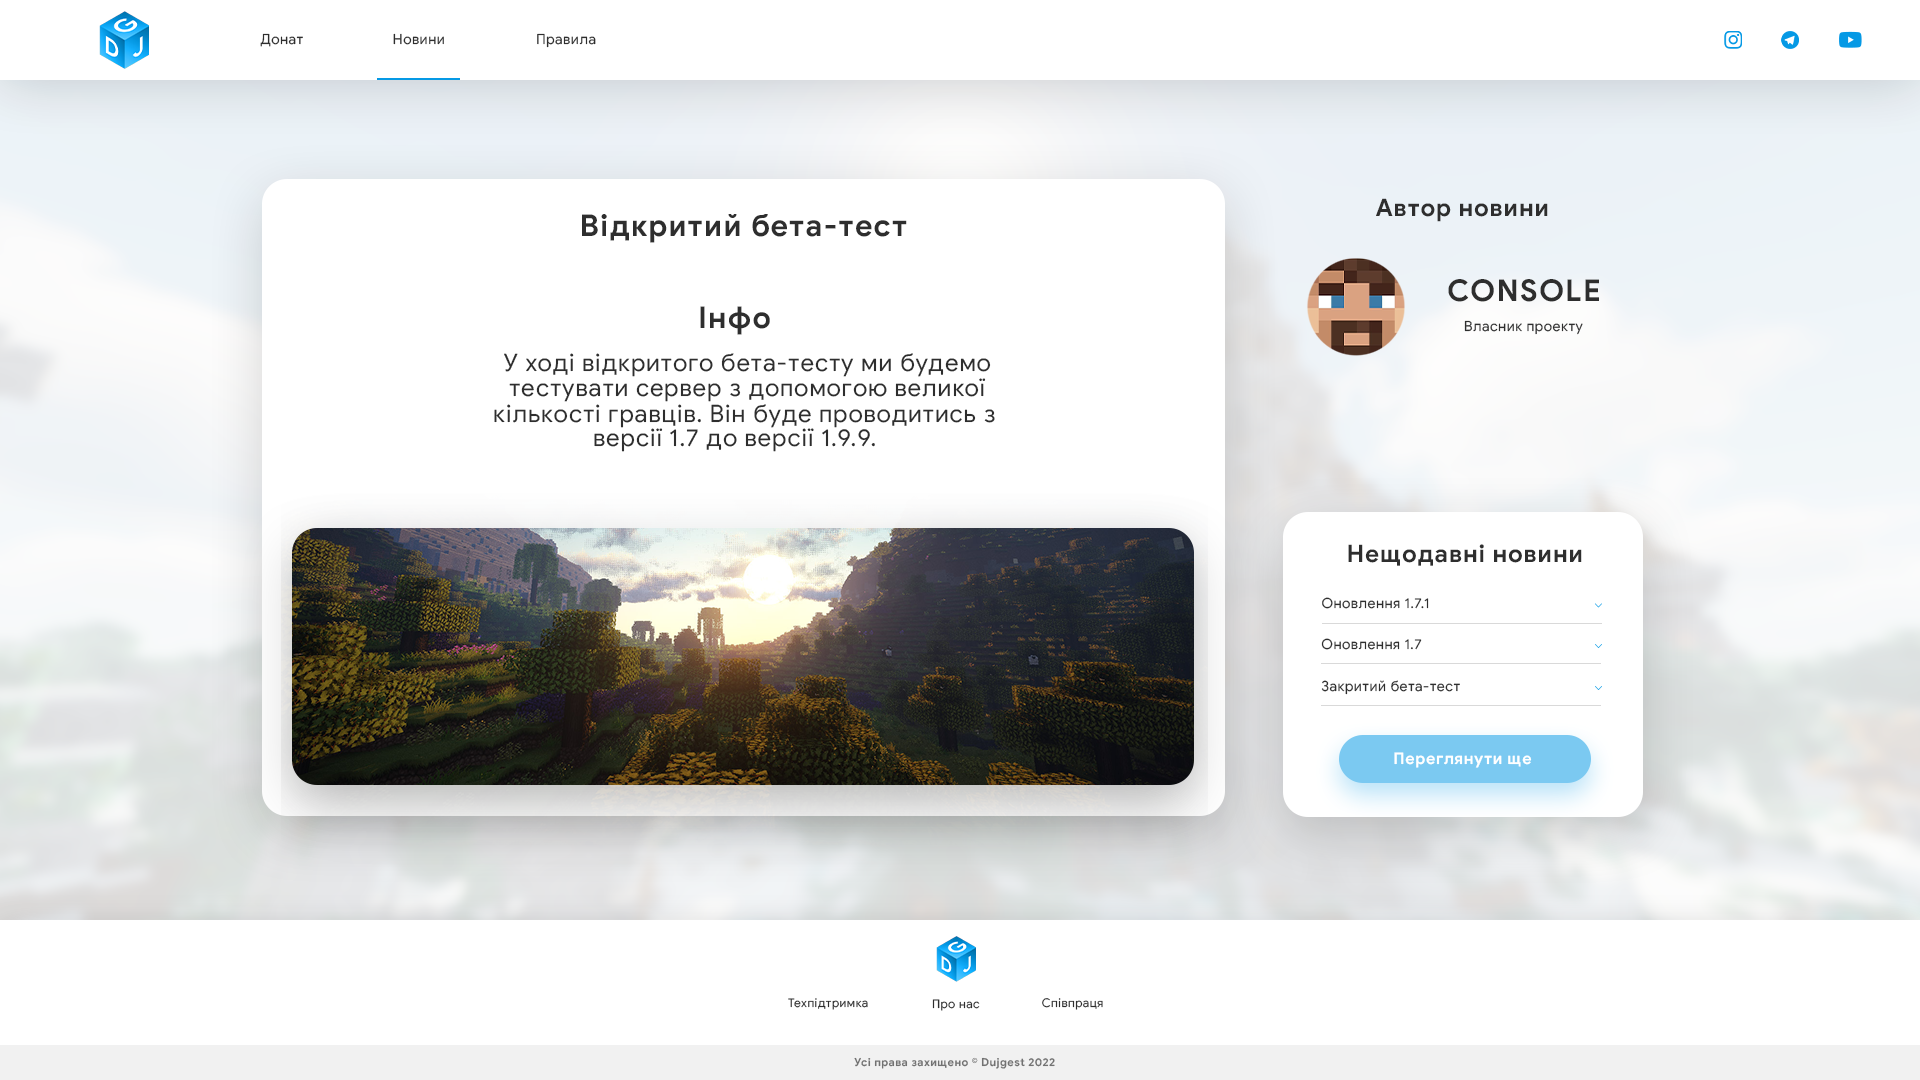 G
D J
Донат
Новини
Правила
Відкритий бета-тест
Інфо
У ході відкритого бета-тесту ми будемо
тестувати сервер з допомогою великої
кількості гравців. Він буде проводитись з
версії 1.7 до версії 1.9.9.
Автор новини
CONSOLE
Власник проекту
Нещодавні новини
Оновлення 1.7.1
Оновлення 1.7
Закритий бета-тест
Переглянути ще
G
D J
Техпідтримка
Про нас
Співпраця
Усі права захищено © Dujgest 2022